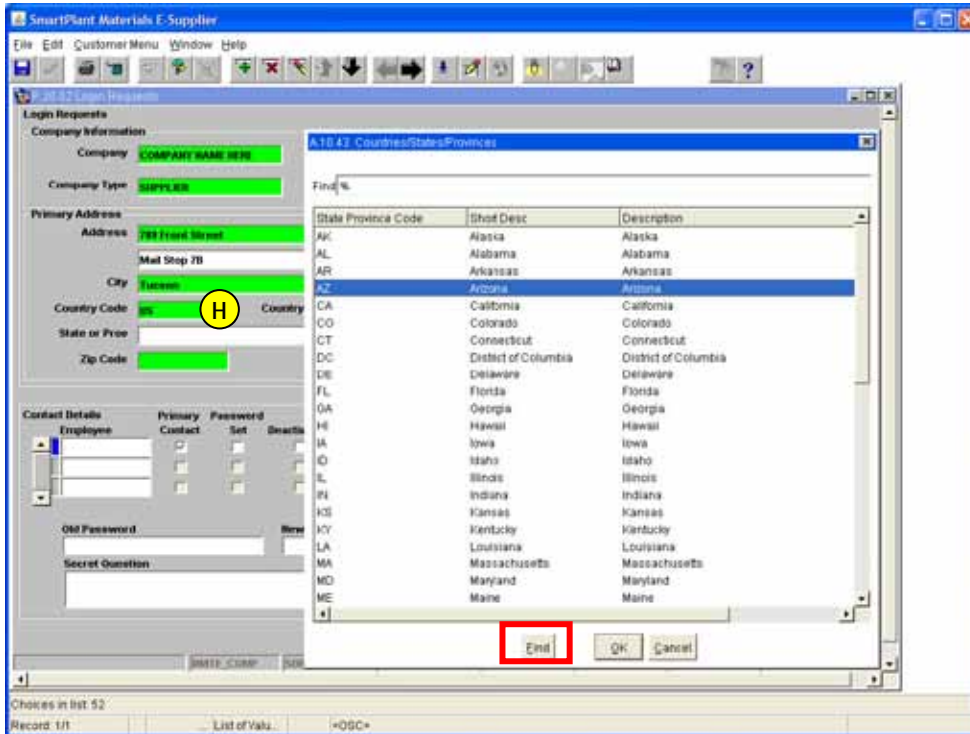 SmartPlant Materials E-Supplier
File Edit Customer Menu Window Help
P.20.02 Login Requests
Login Requests
Company Information
Company COMPANY NAME HERE
Company Type SUPPLIER
Primary Address
Address 789 Front Street
Mail Stop 7B
City Tucson
Country Code US H Country
State or Prov
Zip Code
Contact Details
Employee Primary Contact Password Set
Old Password
Secret Question
A.10.43 Countries/States/Provinces
Find %
State Province Code Short Desc Description
AK Alaska Alaska
AL Alabama Alabama
AR Arkansas Arkansas
AZ Arizona Arizona
CA California California
CO Colorado Colorado
CT Connecticut Connecticut
DC District of Columbia District of Columbia
DE Delaware Delaware
FL Florida Florida
GA Georgia Georgia
HI Hawaii Hawaii
IA Iowa Iowa
ID Idaho Idaho
IL Illinois Illinois
IN Indiana Indiana
KS Kansas Kansas
KY Kentucky Kentucky
LA Louisiana Louisiana
MA Massachusetts Massachusetts
MD Maryland Maryland
ME Maine Maine
Find OK Cancel
Choices in list: 52
Record: 1/1 ... List of Valu... <OSC>